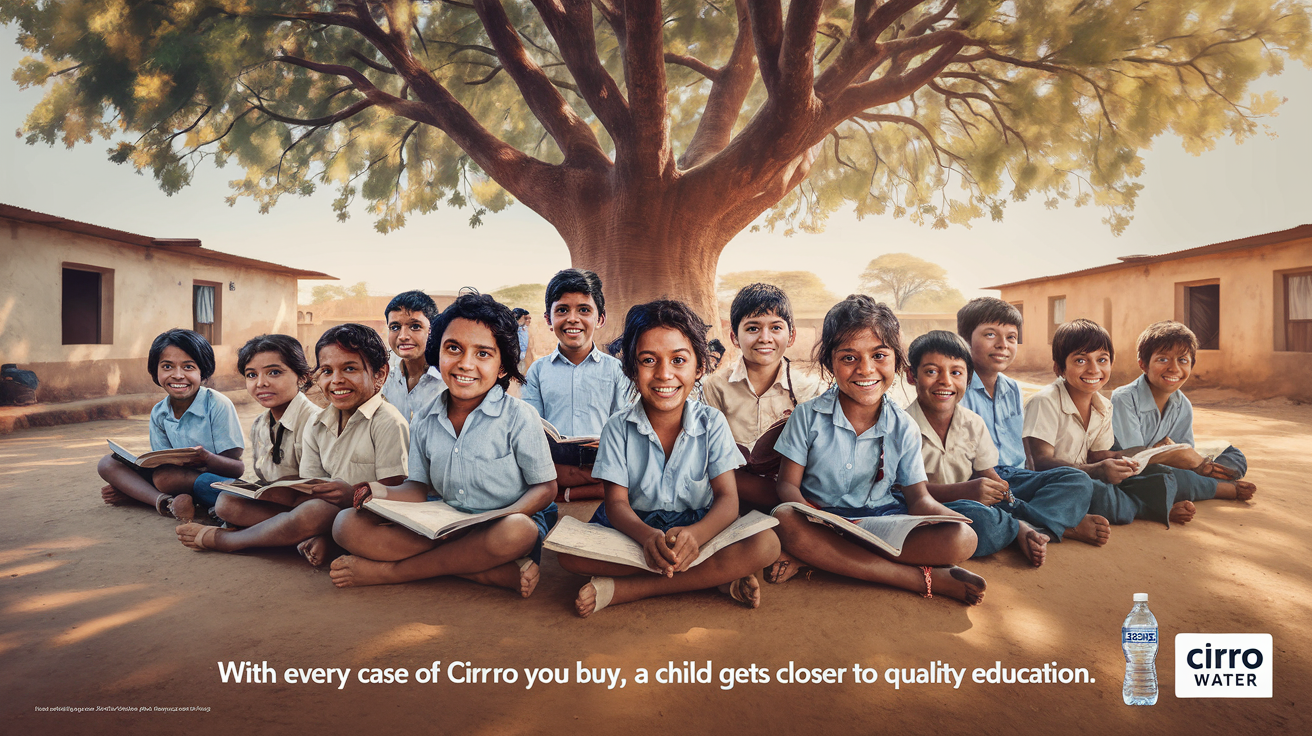 With every case of Cirrro you buy, a child gets closer to quality education.
cirro
WATER